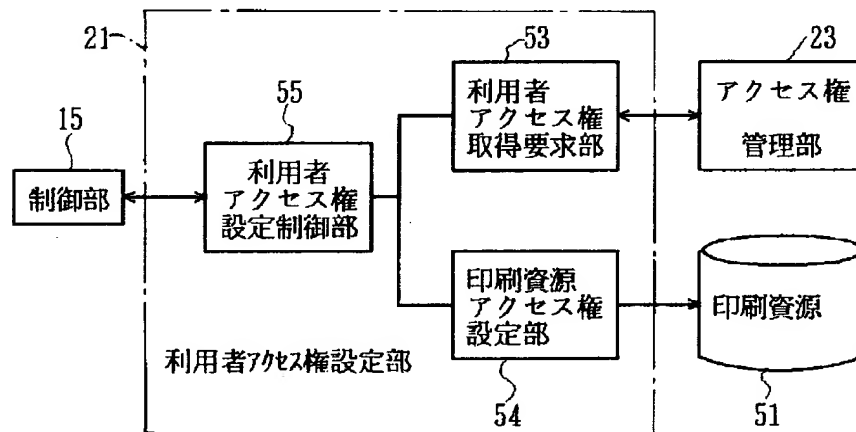 21
53
23
利用者
アクセス権
取得要求部
アクセス権
管理部
55
15
制御部
利用者
アクセス権
設定制御部
印刷資源
アクセス権
設定部
印刷資源
利用者ｱｸｾｽ権設定部
54
51